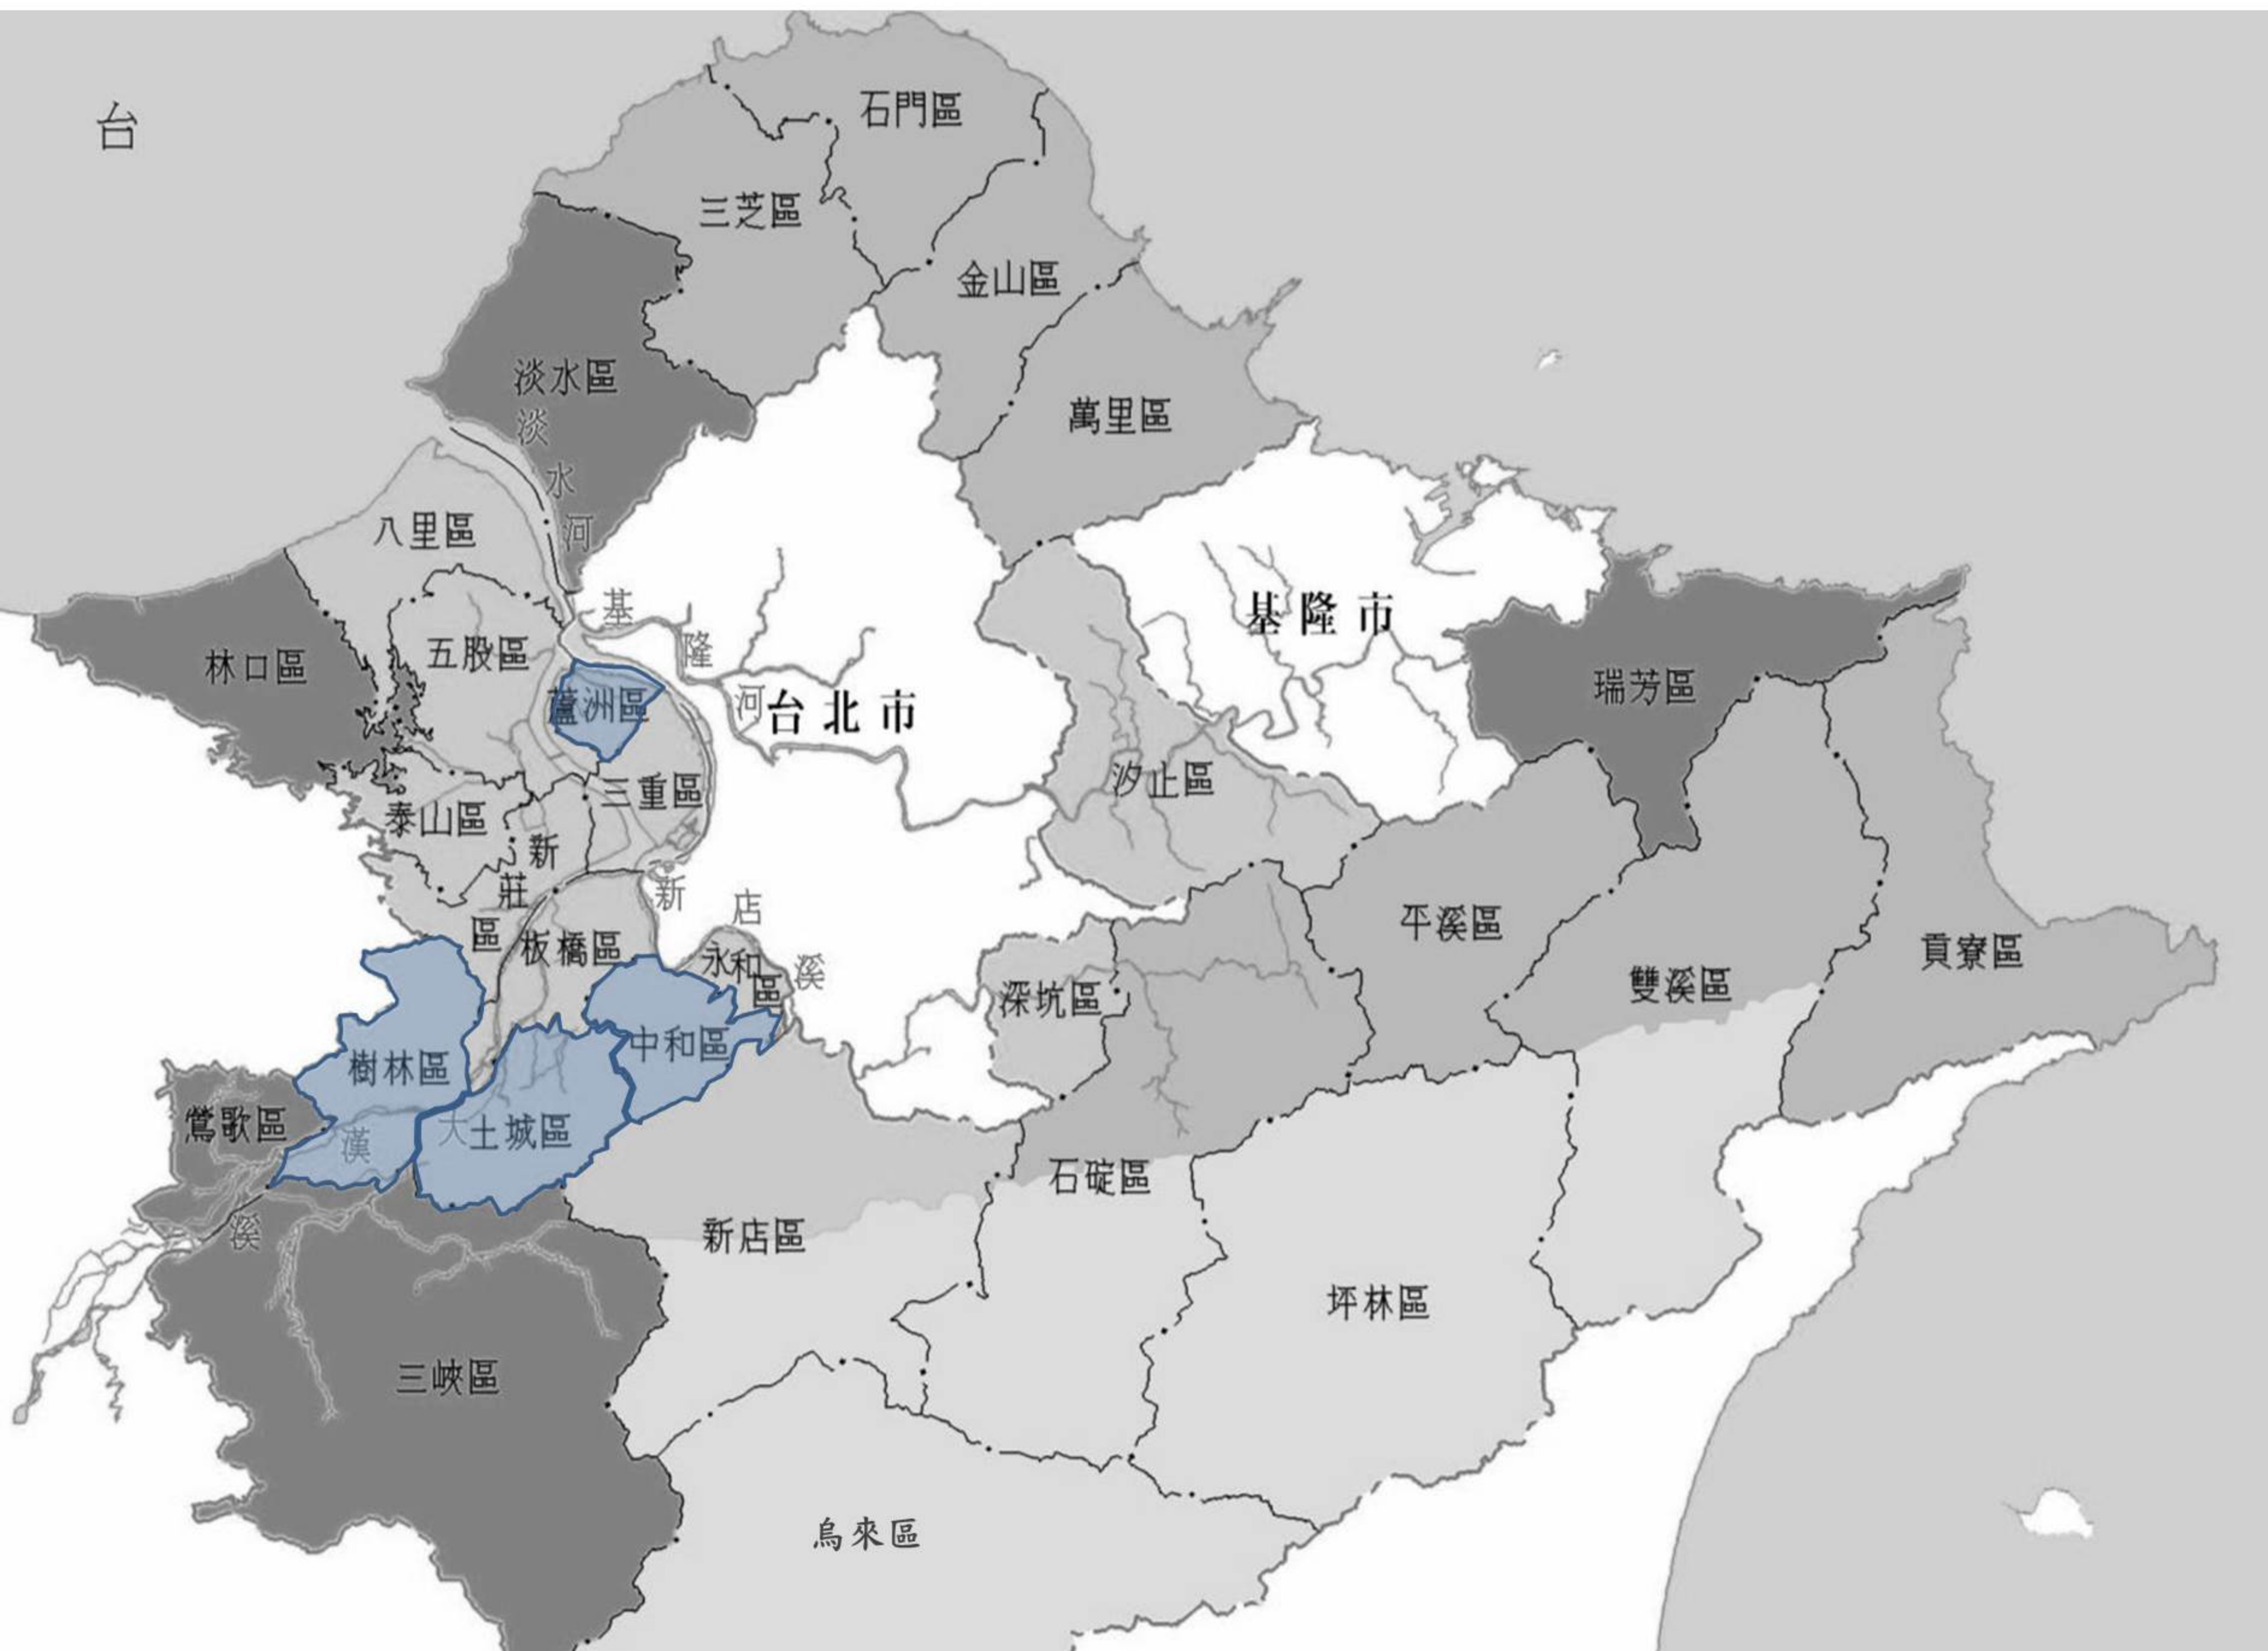 台
石門區
三芝區
金山區
淡水區
萬里區
淡水河
八里區
基隆河
五股區
林口區
蘆洲區
台北市
基隆市
瑞芳區
三重區
汐止區
泰山區
新莊區
新店溪
板橋區
永和區
平溪區
深坑區
雙溪區
貢寮區
中和區
樹林區
鶯歌區
土城區
大漢溪
石碇區
新店區
坪林區
三峽區
烏來區